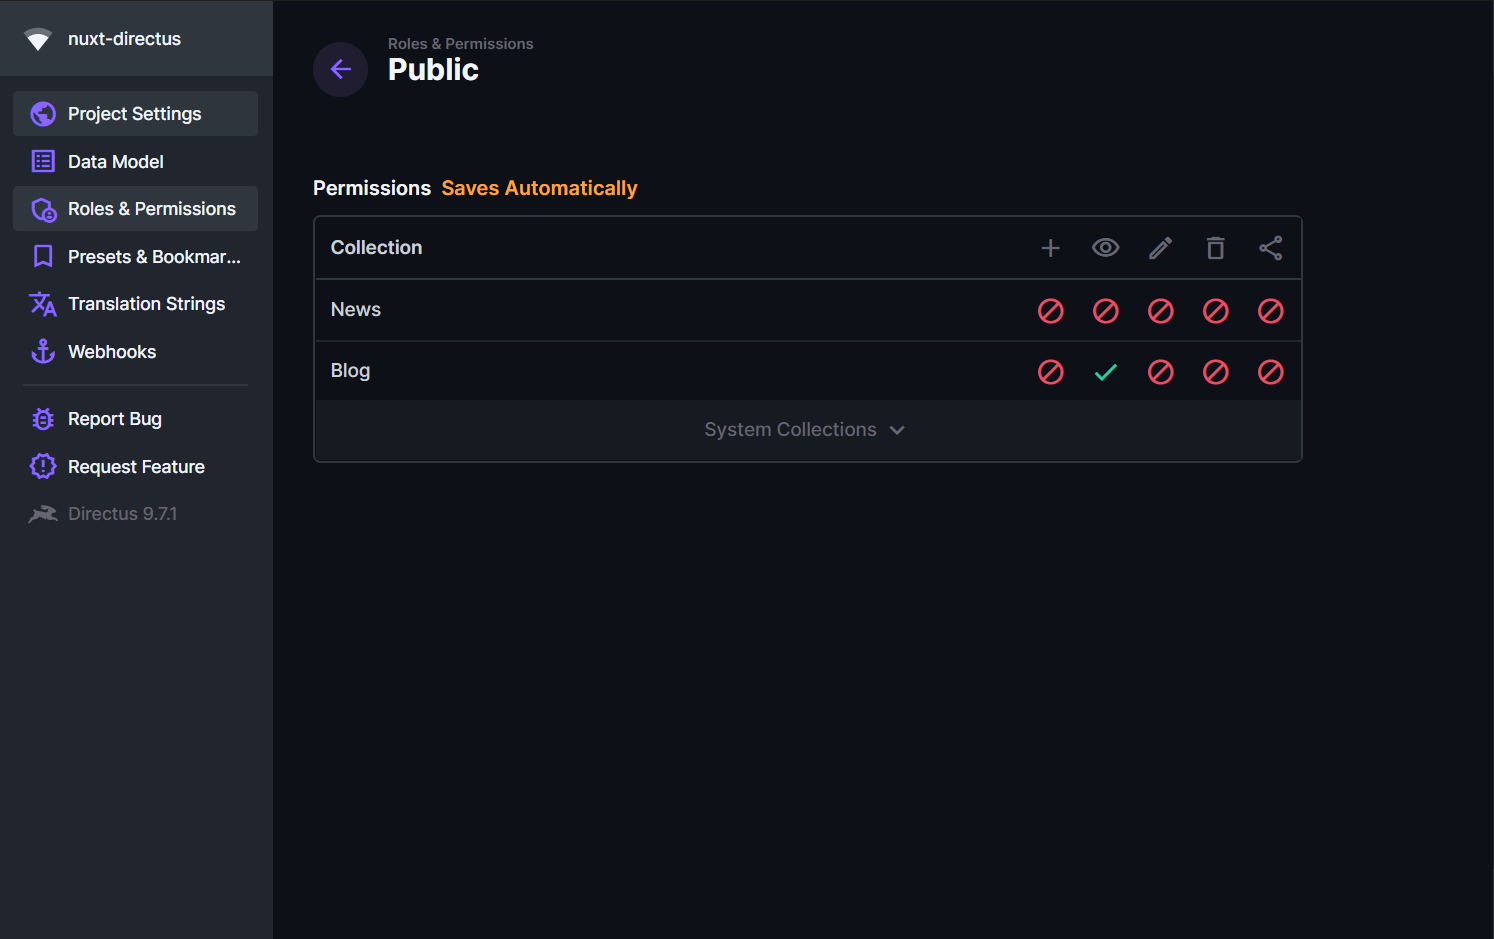 nuxt-directus
Project Settings
Data Model
Roles & Permissions
Presets & Bookmar...
Translation Strings
Webhooks
Report Bug
Request Feature
Directus 9.7.1
Roles & Permissions
Public
Permissions Saves Automatically
Collection
News
Blog
System Collections